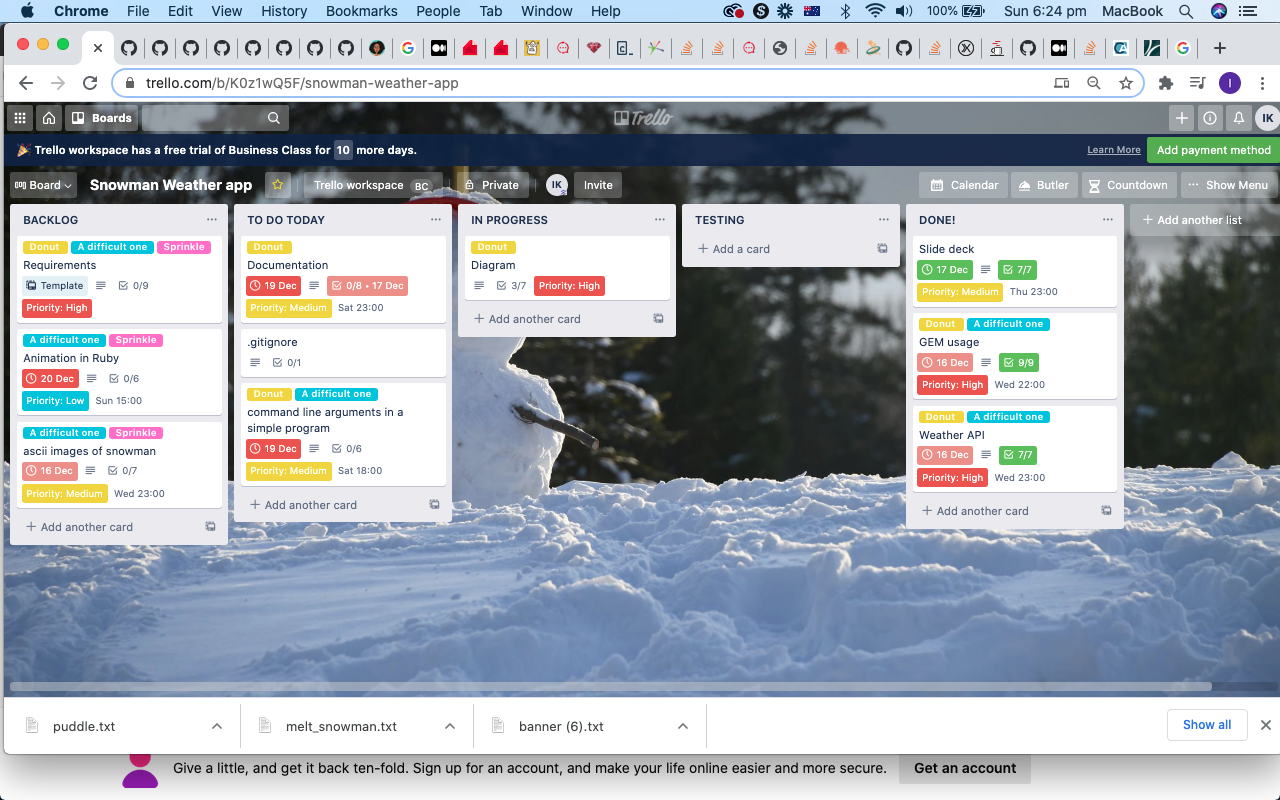 Chrome File Edit View History Bookmarks People Tab Window Help 100% Sun 6:24 pm MacBook
trello.com/b/K0z1wQ5F/snowman-weather-app I
Boards Trello IK
Trello workspace has a free trial of Business Class for 10 more days. Learn More Add payment method
Board Snowman Weather app Trello workspace BC Private IK Invite Calendar Butler Countdown ··· Show Menu
BACKLOG
Donut A difficult one Sprinkle
Requirements
Template 0/9
Priority: High
A difficult one Sprinkle
Animation in Ruby
20 Dec 0/6
Priority: Low Sun 15:00
A difficult one Sprinkle
ascii images of snowman
16 Dec 0/7
Priority: Medium Wed 23:00
+ Add another card
TO DO TODAY
Donut
Documentation
19 Dec 0/8 • 17 Dec
Priority: Medium Sat 23:00
.gitignore
0/1
Donut A difficult one
command line arguments in a
simple program
19 Dec 0/6
Priority: Medium Sat 18:00
+ Add another card
IN PROGRESS
Donut
Diagram
3/7 Priority: High
+ Add another card
TESTING
+ Add a card
DONE!
Slide deck
17 Dec 7/7
Priority: Medium Thu 23:00
Donut A difficult one
GEM usage
16 Dec 9/9
Priority: High Wed 22:00
Donut A difficult one
Weather API
16 Dec 7/7
Priority: High Wed 23:00
+ Add another card
+ Add another list
puddle.txt melt_snowman.txt banner (6).txt Show all
Give a little, and get it back ten-fold. Sign up for an account, and make your life online easier and more secure. Get an account